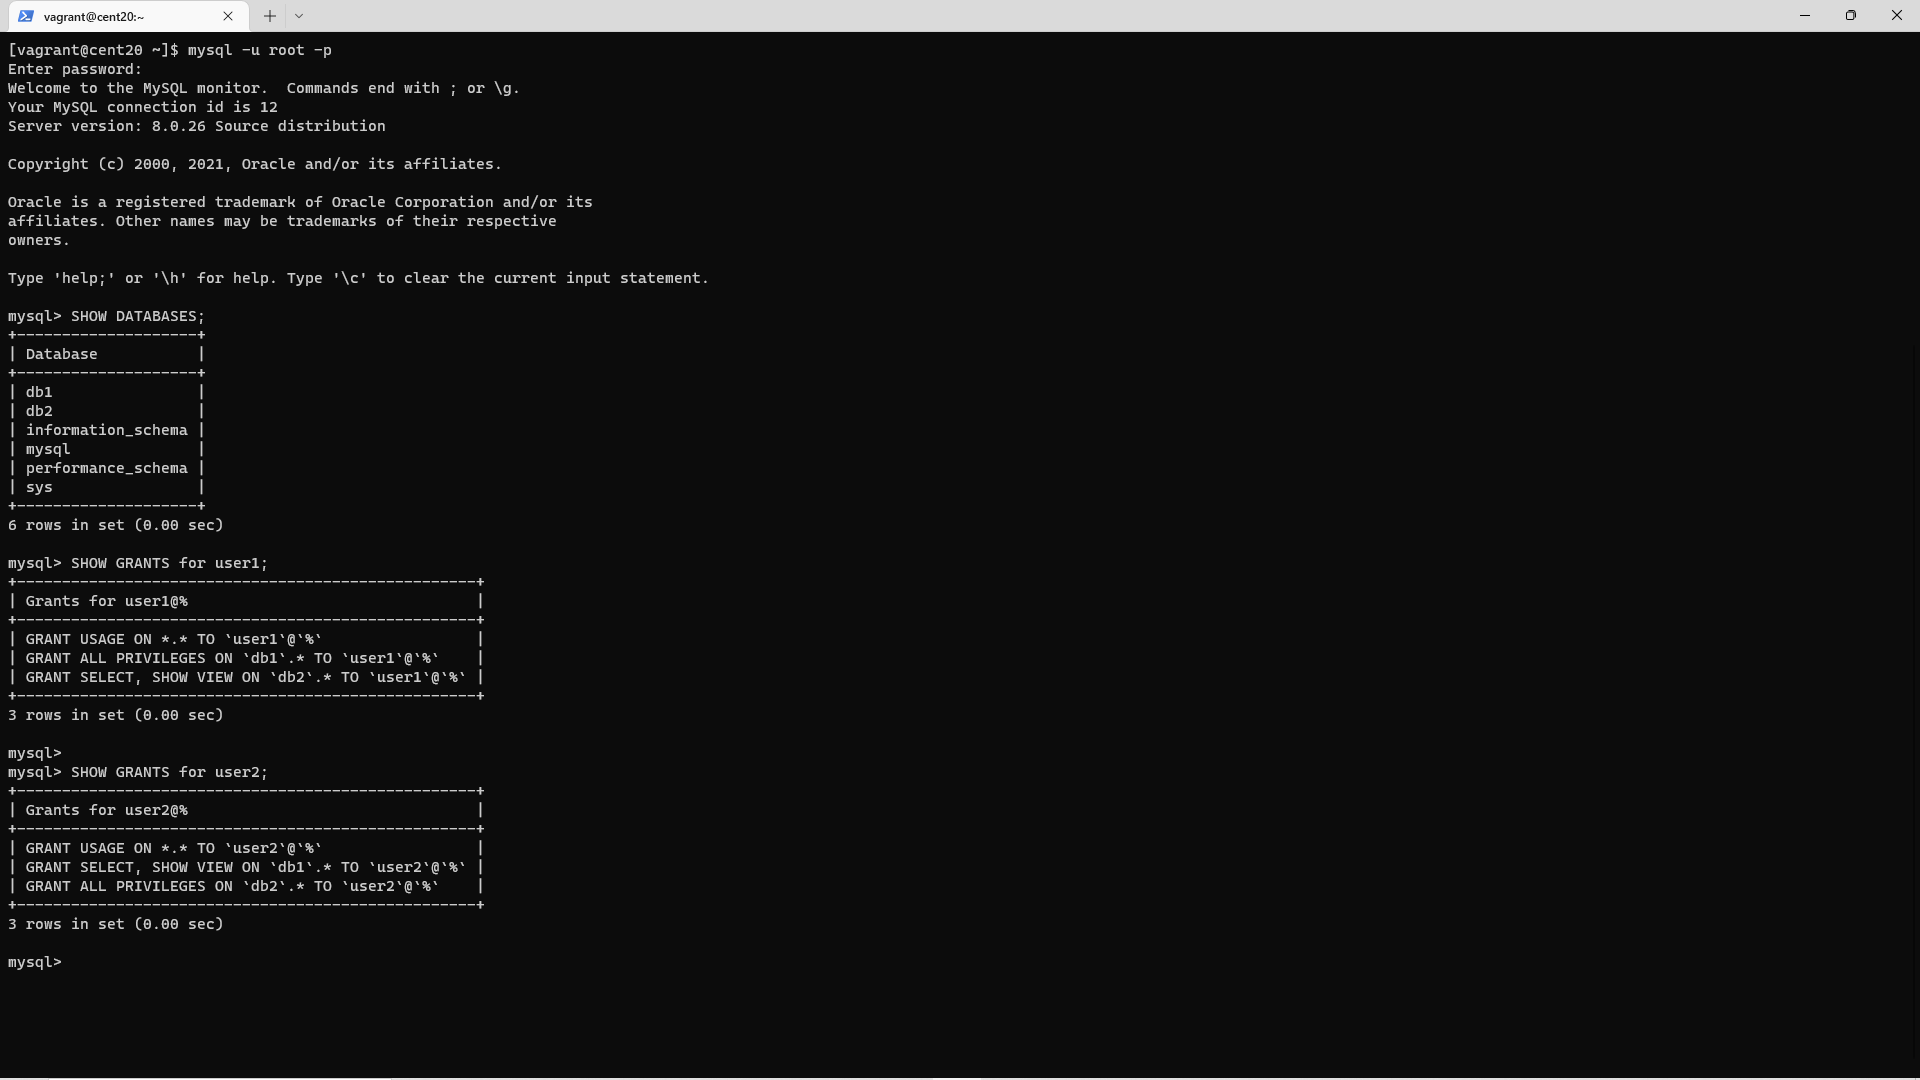 vagrant@cent20:~
[vagrant@cent20 ~]$ mysql -u root -p
Enter password:
Welcome to the MySQL monitor.  Commands end with ; or \g.
Your MySQL connection id is 12
Server version: 8.0.26 Source distribution

Copyright (c) 2000, 2021, Oracle and/or its affiliates.

Oracle is a registered trademark of Oracle Corporation and/or its
affiliates. Other names may be trademarks of their respective
owners.

Type 'help;' or '\h' for help. Type '\c' to clear the current input statement.

mysql> SHOW DATABASES;
+--------------------+
| Database           |
+--------------------+
| db1                |
| db2                |
| information_schema |
| mysql              |
| performance_schema |
| sys                |
+--------------------+
6 rows in set (0.00 sec)

mysql> SHOW GRANTS for user1;
+---------------------------------------------------+
| Grants for user1@%                                |
+---------------------------------------------------+
| GRANT USAGE ON *.* TO `user1`@`%`                 |
| GRANT ALL PRIVILEGES ON `db1`.* TO `user1`@`%`    |
| GRANT SELECT, SHOW VIEW ON `db2`.* TO `user1`@`%` |
+---------------------------------------------------+
3 rows in set (0.00 sec)

mysql>
mysql> SHOW GRANTS for user2;
+---------------------------------------------------+
| Grants for user2@%                                |
+---------------------------------------------------+
| GRANT USAGE ON *.* TO `user2`@`%`                 |
| GRANT SELECT, SHOW VIEW ON `db1`.* TO `user2`@`%` |
| GRANT ALL PRIVILEGES ON `db2`.* TO `user2`@`%`    |
+---------------------------------------------------+
3 rows in set (0.00 sec)

mysql>